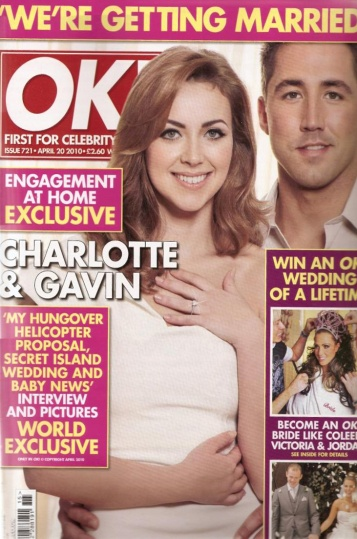 'WE'RE GETTING MARRIED
OK!
FIRST FOR CELEBRITY
ISSUE 721 • APRIL 20 2010 • £2.60
ENGAGEMENT
AT HOME
EXCLUSIVE
CHARLOTTE
& GAVIN
'MY HUNGOVER
HELICOPTER
PROPOSAL,
SECRET ISLAND
WEDDING AND
BABY NEWS'
INTERVIEW
AND PICTURES
WORLD
EXCLUSIVE
WIN AN OK
WEDDING
OF A LIFETIM
Bride
BECOME AN OK
BRIDE LIKE COLEE
VICTORIA & JORDA
SEE INSIDE FOR DETAILS